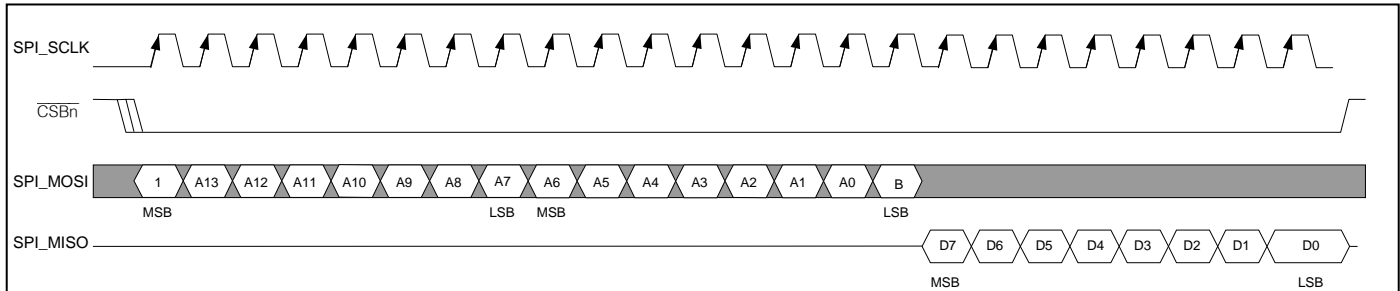 SPI_SCLK
CSBn
SPI_MOSI 1 A13 A12 A11 A10 A9 A8 A7 A6 A5 A4 A3 A2 A1 A0 B
MSB LSB MSB LSB
SPI_MISO D7 D6 D5 D4 D3 D2 D1 D0
MSB LSB